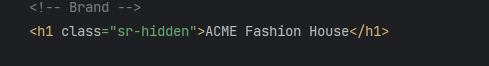 <!-- Brand -->
<h1 class="sr-hidden">ACME Fashion House</h1>